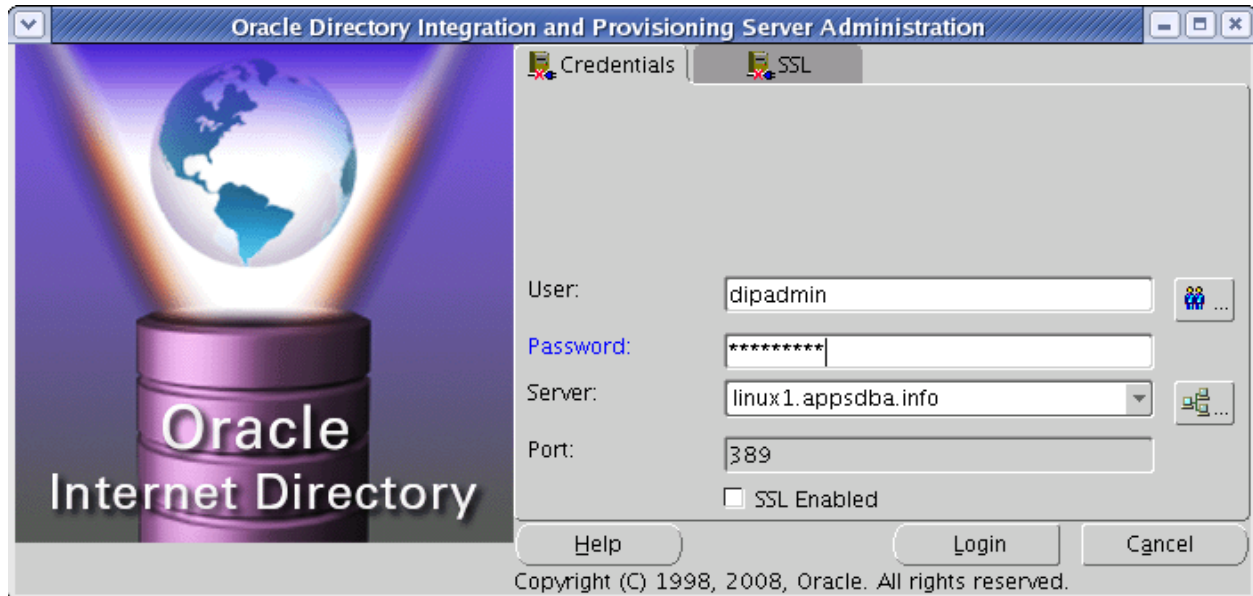 Oracle Directory Integration and Provisioning Server Administration
Credentials
SSL
User:
dipadmin
...
Password:
*********
Server:
linux1.appsdba.info
...
Port:
389
SSL Enabled
Oracle
Internet Directory
Help
Login
Cancel
Copyright (C) 1998, 2008, Oracle. All rights reserved.